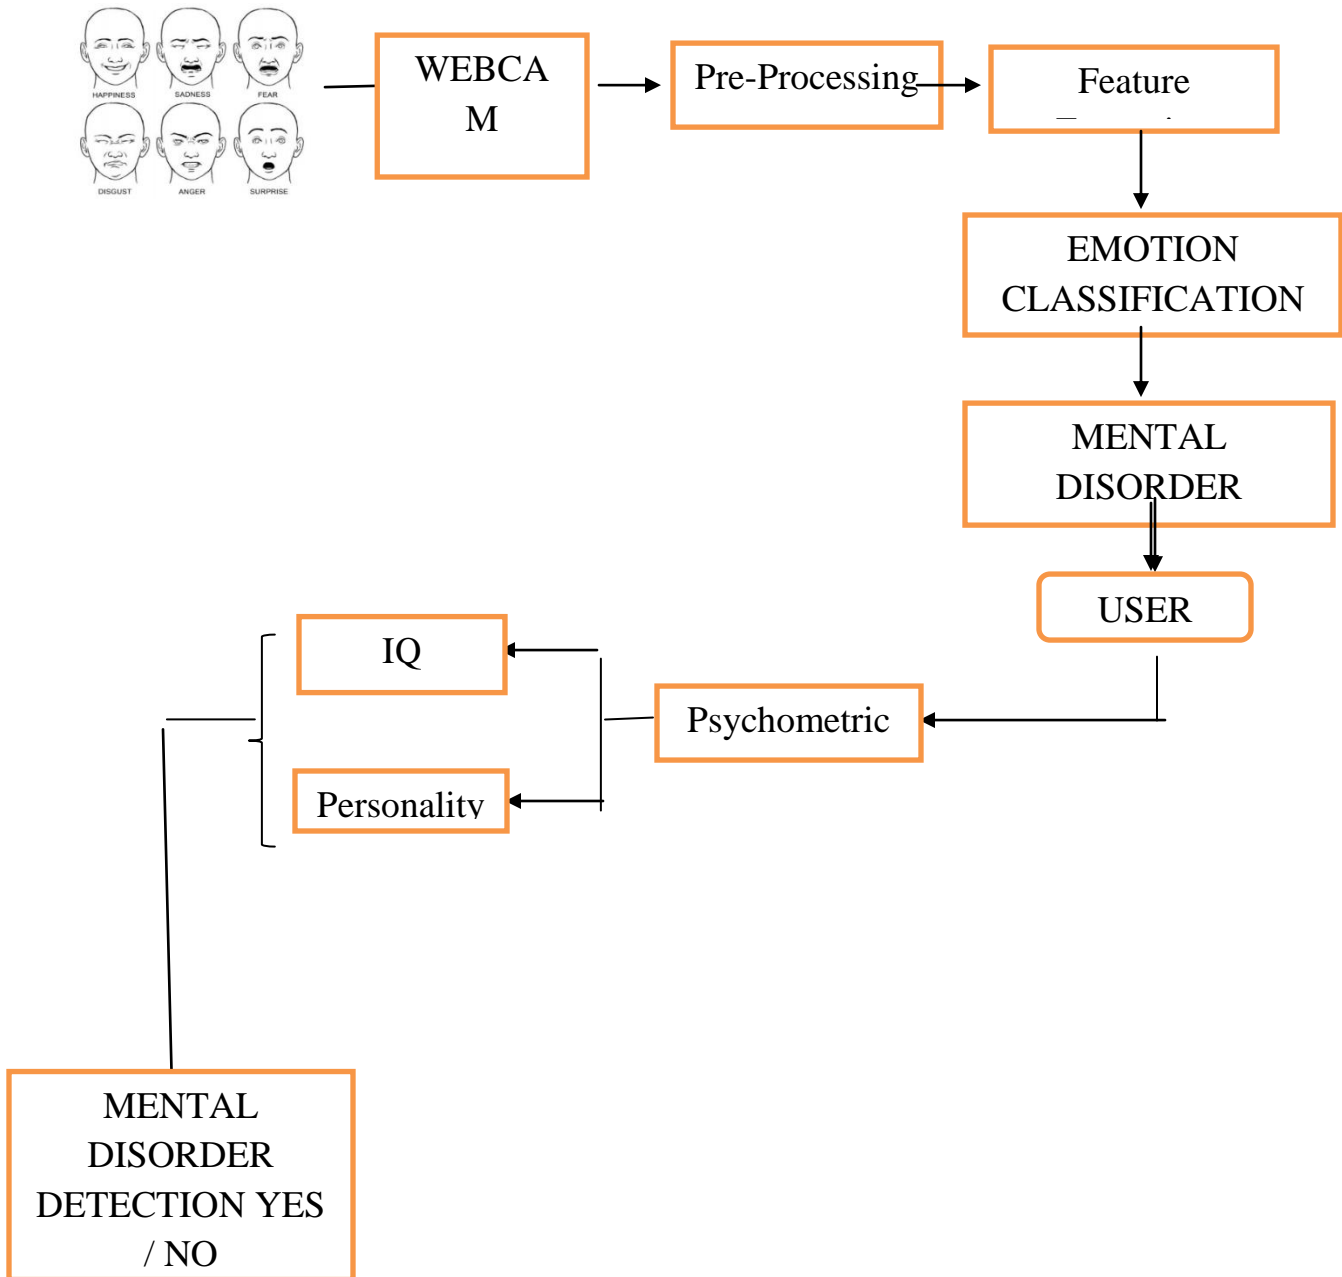 HAPPINESS SADNESS FEAR
DISGUST ANGER SURPRISE
WEBCA
M
Pre-Processing
Feature
EMOTION
CLASSIFICATION
MENTAL
DISORDER
USER
IQ
Psychometric
Personality
MENTAL
DISORDER
DETECTION YES
/ NO